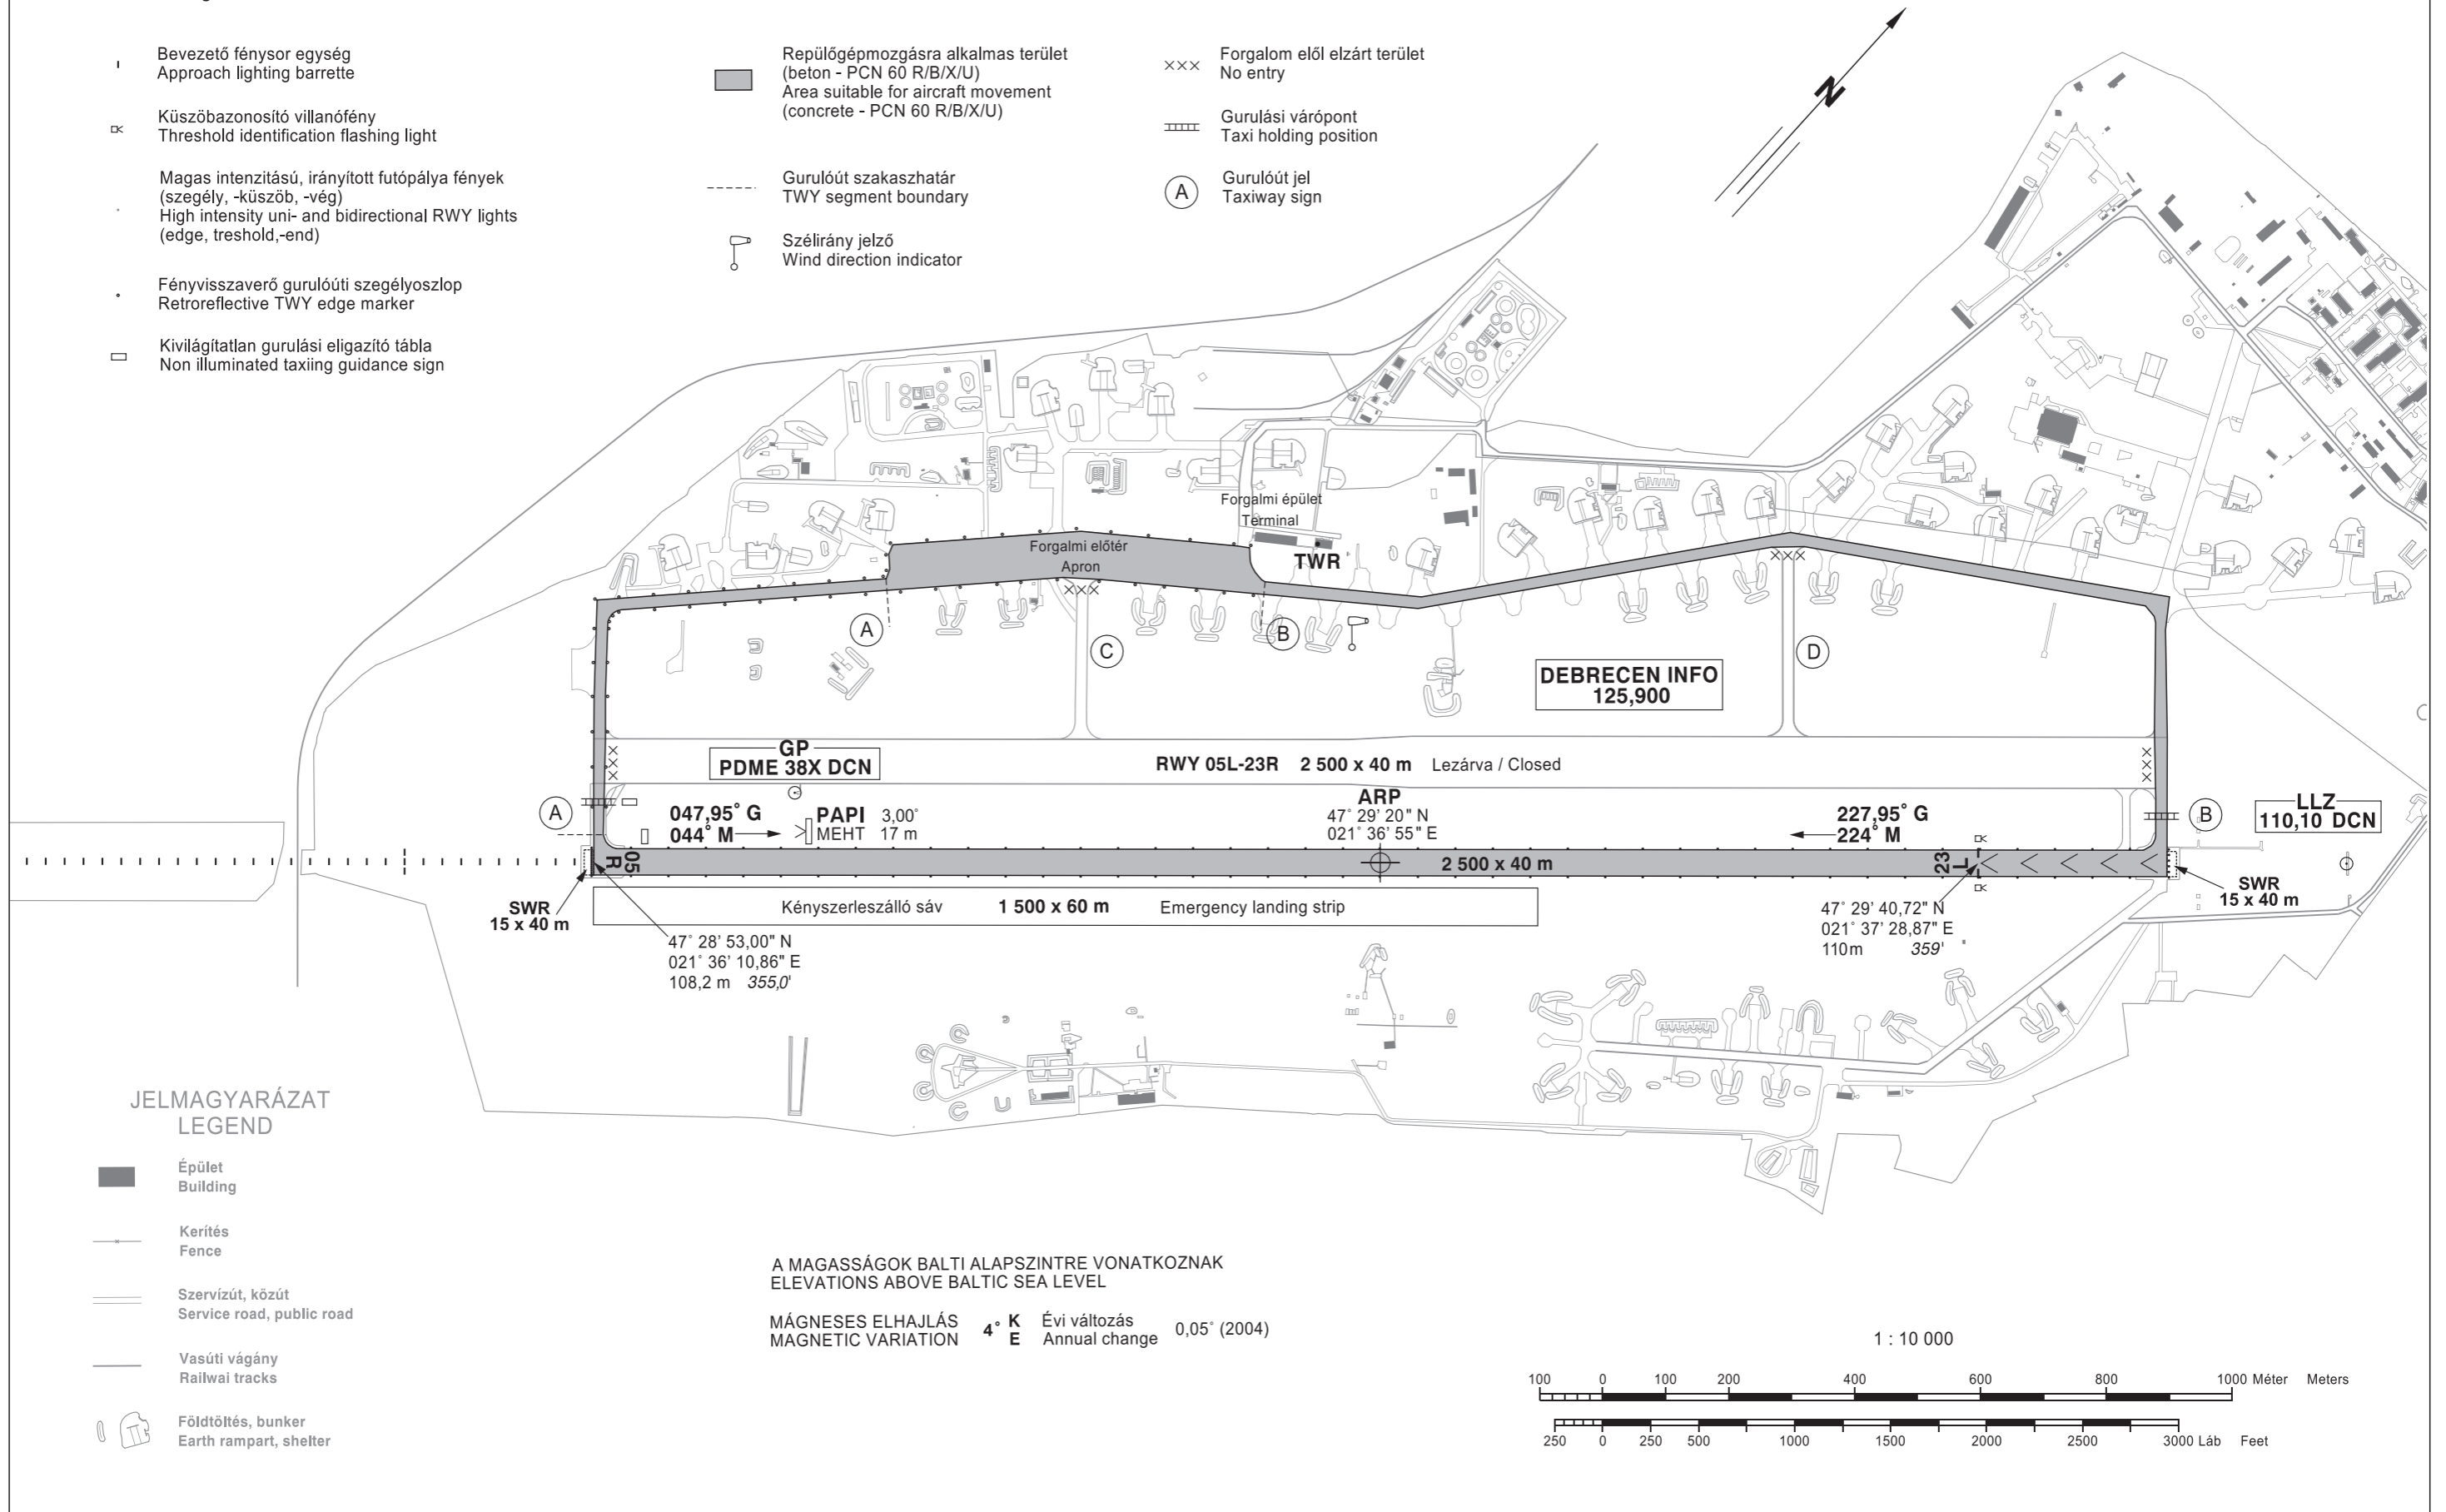 Bevezető fénysor egység
Approach lighting barrette
Küszöbazonosító villanófény
Threshold identification flashing light
Magas intenzitású, irányított futópálya fények
(szegély, -küszöb, -vég)
High intensity uni- and bidirectional RWY lights
(edge, treshold,-end)
Fényvisszaverő gurulóúti szegélyoszlop
Retroreflective TWY edge marker
Kivilágítatlan gurulási eligazító tábla
Non illuminated taxiing guidance sign
Repülőgépmozgásra alkalmas terület
(beton - PCN 60 R/B/X/U)
Area suitable for aircraft movement
(concrete - PCN 60 R/B/X/U)
Gurulóút szakaszhatár
TWY segment boundary
Szélirány jelző
Wind direction indicator
Forgalom elől elzárt terület
No entry
Gurulási várópont
Taxi holding position
A
Gurulóút jel
Taxiway sign
N
Forgalmi épület
Terminal
TWR
Forgalmi előtér
Apron
A
B
C
D
DEBRECEN INFO
125,900
GP
PDME 38X DCN
RWY 05L-23R 2 500 x 40 m Lezárva / Closed
A
047,95° G
044° M
PAPI 3,00°
MEHT 17 m
ARP
47° 29' 20" N
021° 36' 55" E
227,95° G
224° M
B
LLZ
110,10 DCN
05
R
2 500 x 40 m
23
L
SWR
15 x 40 m
Kényszerleszálló sáv 1 500 x 60 m Emergency landing strip
SWR
15 x 40 m
47° 28' 53,00" N
021° 36' 10,86" E
108,2 m 355,0'
47° 29' 40,72" N
021° 37' 28,87" E
110m 359'
JELMAGYARÁZAT
LEGEND
Épület
Building
Kerítés
Fence
Szervízút, közút
Service road, public road
Vasúti vágány
Railwai tracks
Földtöltés, bunker
Earth rampart, shelter
A MAGASSÁGOK BALTI ALAPSZINTRE VONATKOZNAK
ELEVATIONS ABOVE BALTIC SEA LEVEL
MÁGNESES ELHAJLÁS
MAGNETIC VARIATION
4° K
E
Évi változás
Annual change
0,05° (2004)
1 : 10 000
100 0 100 200 400 600 800 1000 Méter Meters
250 0 250 500 1000 1500 2000 2500 3000 Láb Feet